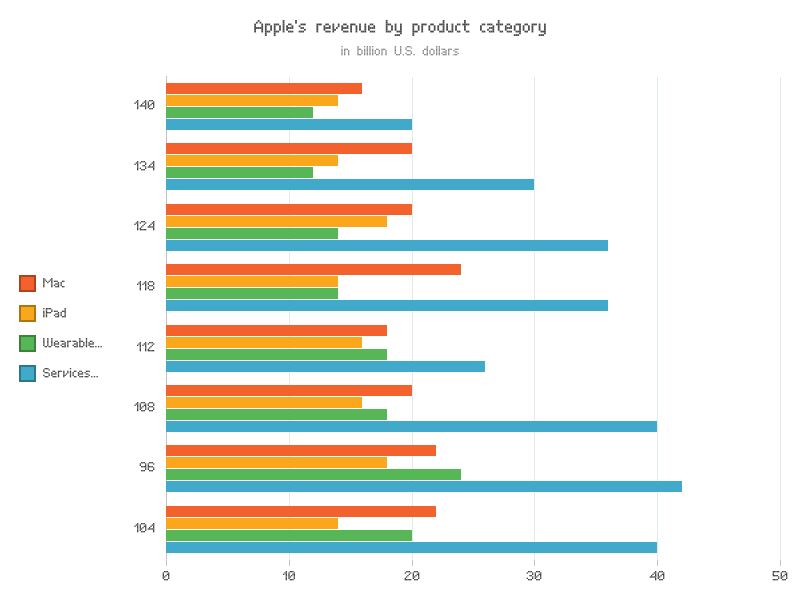 Apple's revenue by product category
in billion U.S. dollars
140
134
124
118
112
108
96
104
Mac
iPad
Wearable...
Services...
0 10 20 30 40 50